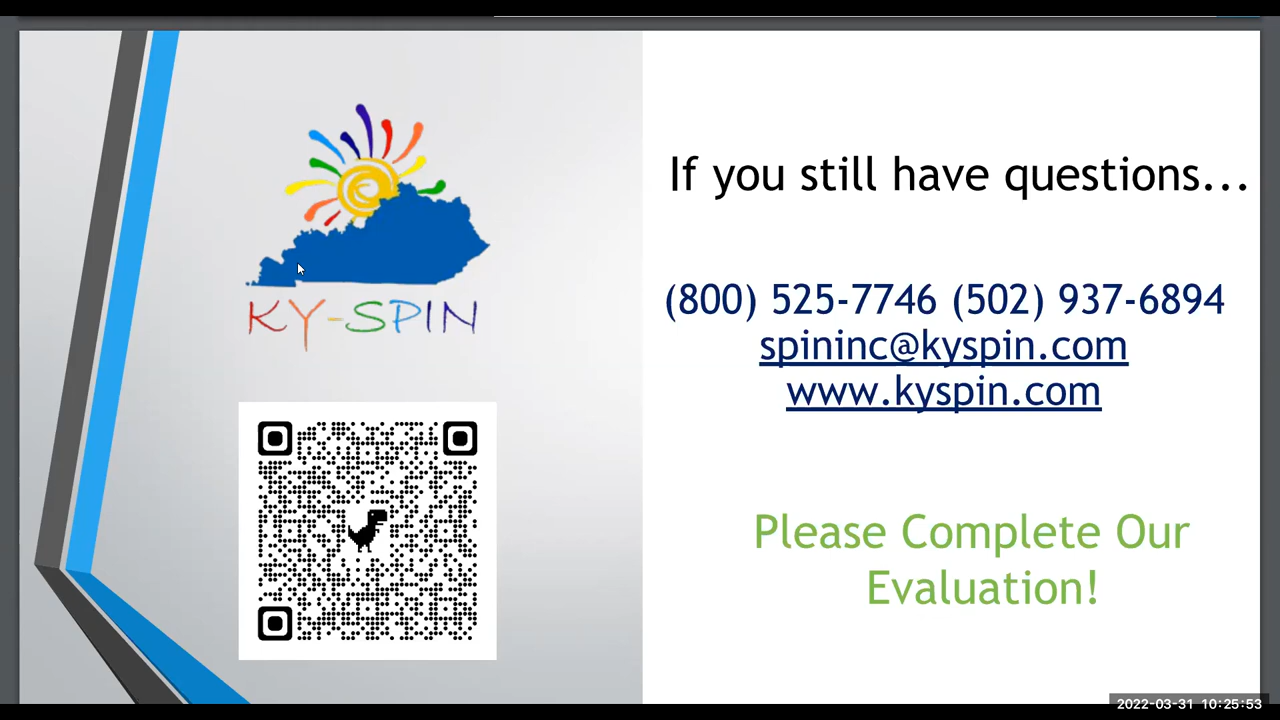 KY-SPIN
If you still have questions...
(800) 525-7746 (502) 937-6894
spininc@kyspin.com
www.kyspin.com
Please Complete Our
Evaluation!
2022-03-31 10:25:53